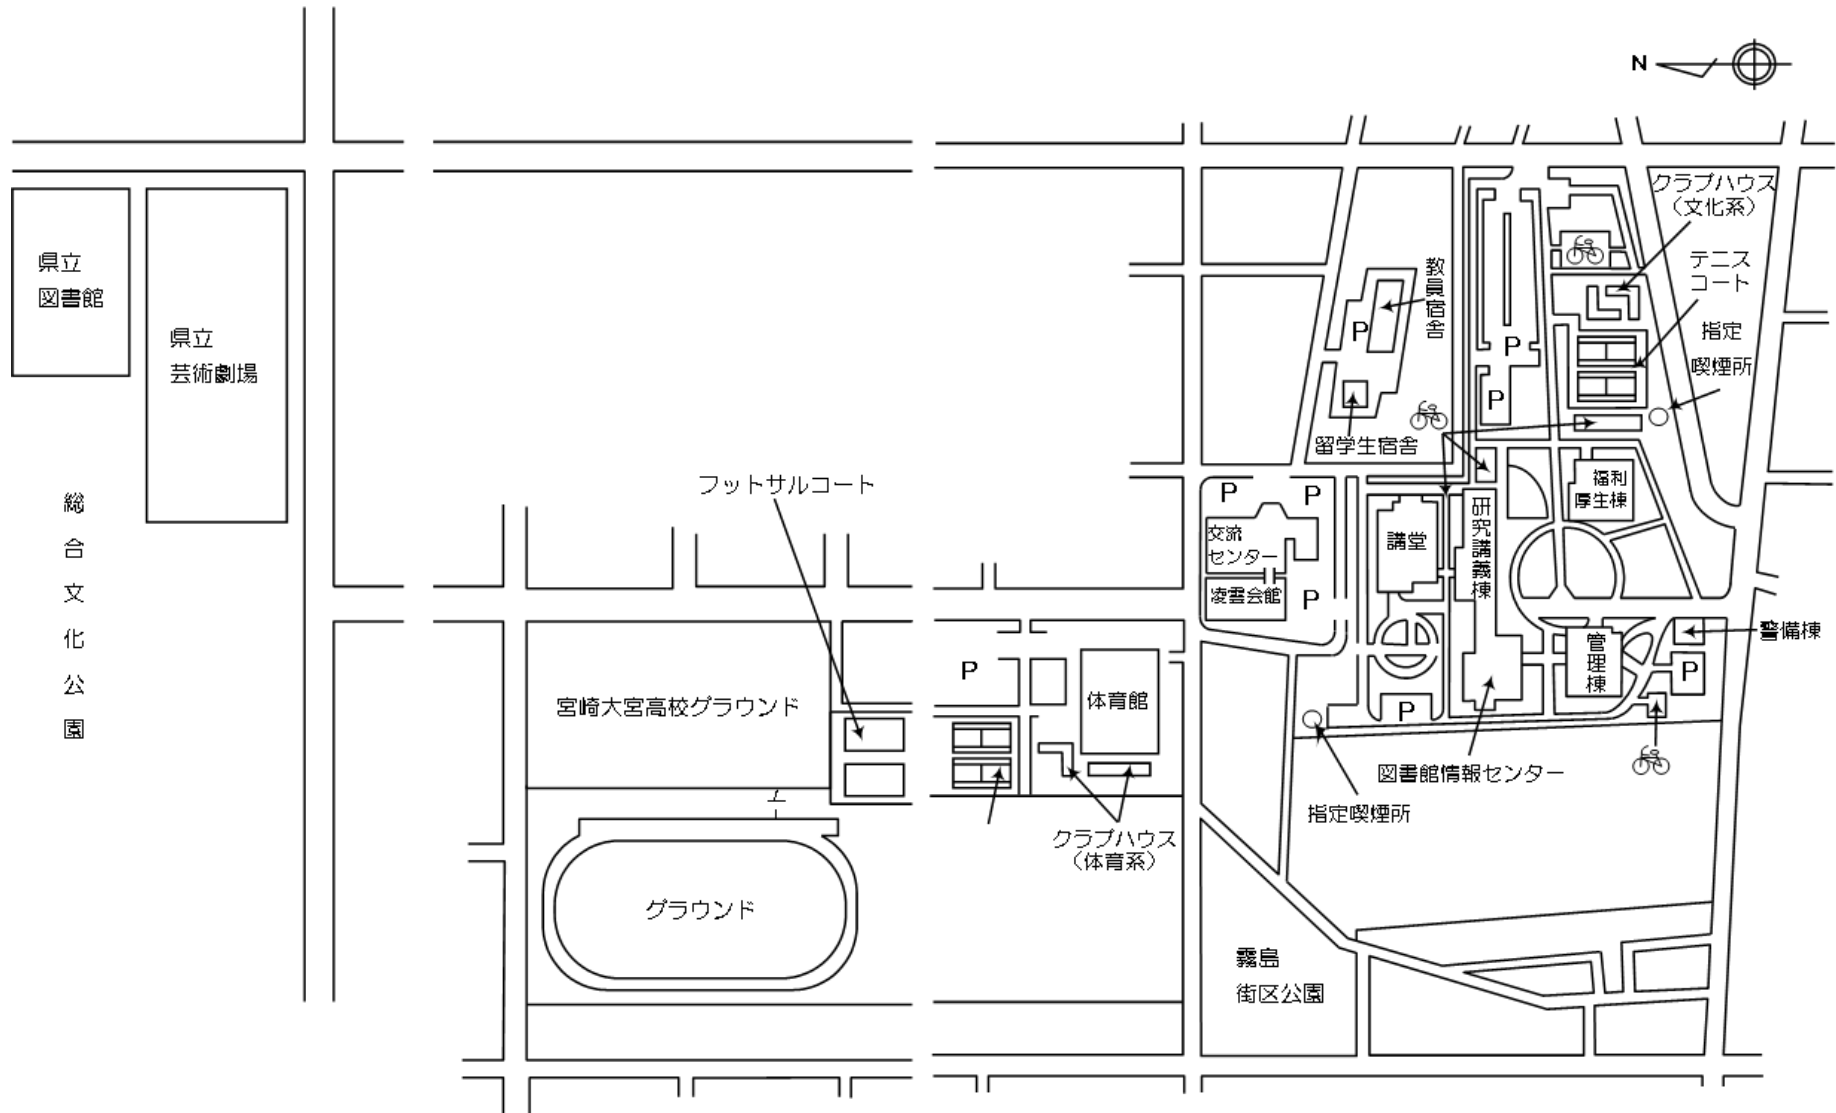 N
県立
図書館
県立
芸術劇場
総合文化公園
フットサルコート
宮崎大宮高校グラウンド
グラウンド
P
体育館
クラブハウス
（体育系）
P
P
交流
センター
凌雲会館
P
教員宿舎
P
留学生宿舎
講堂
研究講義棟
P
P
クラブハウス
（文化系）
テニス
コート
指定
喫煙所
福利
厚生棟
管理棟
警備棟
P
P
図書館情報センター
指定喫煙所
霧島
街区公園